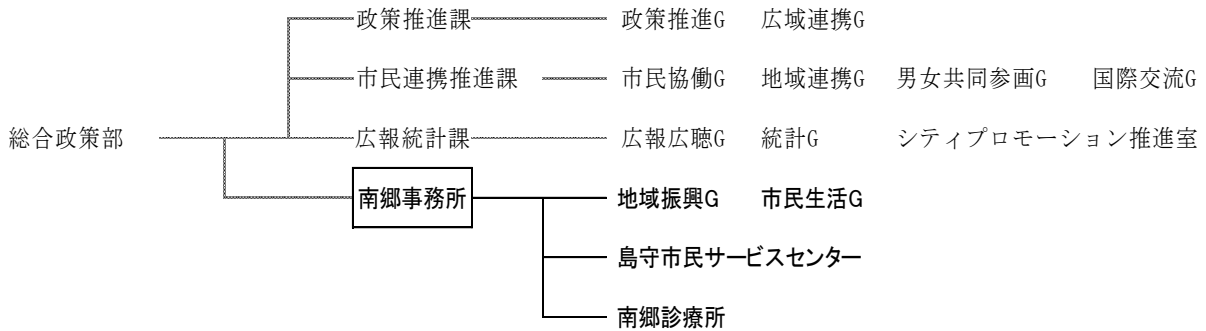 政策推進課 政策推進G 広域連携G
市民連携推進課 市民協働G 地域連携G 男女共同参画G 国際交流G
総合政策部 広報統計課 広報広聴G 統計G シティプロモーション推進室
南郷事務所 地域振興G 市民生活G
島守市民サービスセンター
南郷診療所